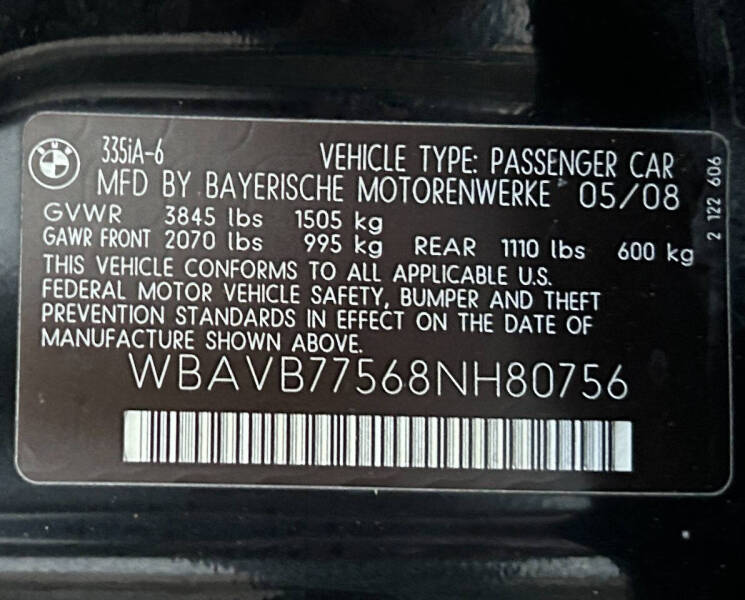 BMW
335iA-6
VEHICLE TYPE: PASSENGER CAR
MFD BY BAYERISCHE MOTORENWERKE 05/08
GVWR 3845 lbs 1505 kg
GAWR FRONT 2070 lbs 995 kg REAR 1110 lbs 600 kg
THIS VEHICLE CONFORMS TO ALL APPLICABLE U.S.
FEDERAL MOTOR VEHICLE SAFETY, BUMPER AND THEFT
PREVENTION STANDARDS IN EFFECT ON THE DATE OF
MANUFACTURE SHOWN ABOVE.
WBAVB77568NH80756
2 122 606